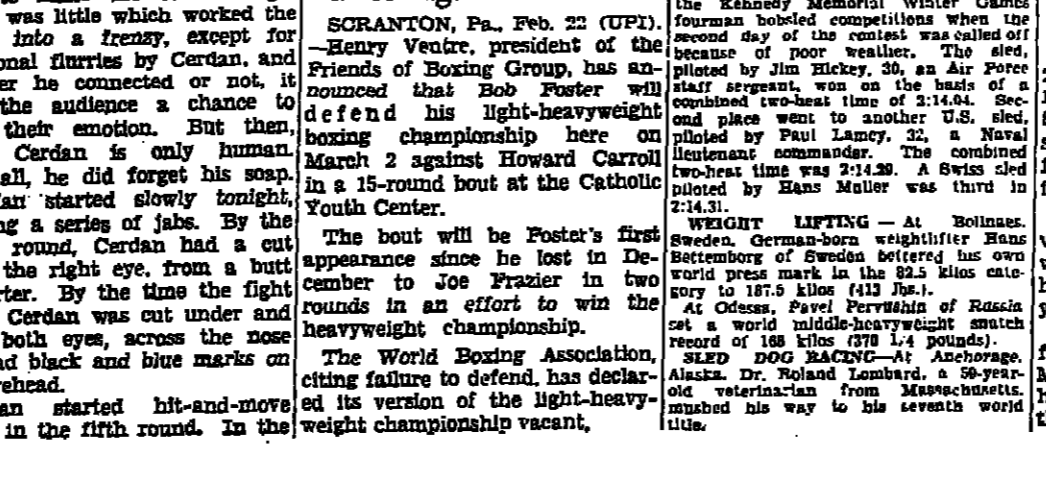 was little which worked the
into a frenzy, except for
onal flurries by Cerdan, and
er he connected or not, it
the audience a chance to
their emotion. But then,
Cerdan is only human.
all, he did forget his soap.
an started slowly tonight,
ng a series of jabs. By the
round, Cerdan had a cut
the right eye, from a butt
rter. By the time the fight
Cerdan was cut under and
both eyes, across the nose
nd black and blue marks on
rehead.
an started hit-and-move
in the fifth round. In the
SCRANTON, Pa., Feb. 22 (UPI).
—Henry Ventre, president of the
Friends of Boxing Group, has an-
nounced that Bob Foster will
defend his light-heavyweight
boxing championship here on
March 2 against Howard Carroll
in a 15-round bout at the Catholic
Youth Center.
The bout will be Foster's first
appearance since he lost in De-
cember to Joe Frazier in two
rounds in an effort to win the
heavyweight championship.
The World Boxing Association,
citing failure to defend, has declar-
ed its version of the light-heavy-
weight championship vacant.
the Kennedy Memorial Winter Games
fourman bobsled competitions when the
second day of the contest was called off
because of poor weather. The sled,
piloted by Jim Hickey, 30, an Air Force
staff sergeant, won on the basis of a
combined two-heat time of 2:14.04. Sec-
ond place went to another U.S. sled,
piloted by Paul Lamey, 32, a Naval
lieutenant commander. The combined
two-heat time was 2:14.29. A Swiss sled
piloted by Hans Muller was third in
2:14.31.
WEIGHT LIFTING — At
Sweden, German-born weightlifter Hans
Bettemborg of Sweden bettered his own
world press mark in the 82.5 kilos cate-
gory to 187.5 kilos (413 lbs.).
At Odessa, Pavel of Russia
set a world middle-heavyweight snatch
record of 168 kilos (370 1/4 pounds).
SLED DOG RACING—At Anchorage,
Alaska, Dr. Roland Lombard, a 59-year-
old veterinarian from Massachusetts,
mushed his way to his seventh world
title.